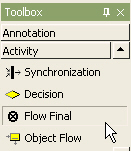 Toolbox
Annotation
Activity
Synchronization
Decision
Flow Final
Object Flow